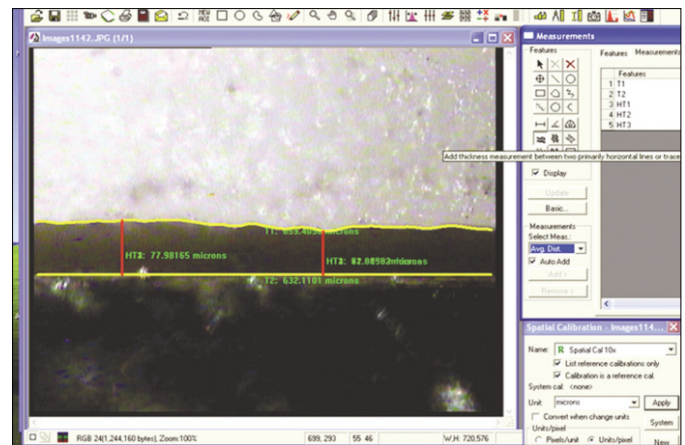 NEW
AOI
Images1142.JPG (1/1)
Measurements
Features
Features Measurements
Features
1 T1
2 T2
3 HT1
4 HT2
5 HT3
Add thickness measurement between two primarily horizontal lines or trace
Display
Update
Basic...
microns
77.98165 microns
T2: 632.1101 microns
Measurements
Select Meas.:
Avg. Dist.
Auto Add
Add >
Remove <
Spatial Calibration - Images114...
Name: R Spatial Cal 10x
List reference calibrations only
Calibration is a reference cal.
System cal: <none>
Unit: microns
Apply
Convert when change units
System
Units/pixel
Pixels/unit Units/pixel
New
RGB 24(1,244,160 bytes), Zoom:100%
699, 293
55 46
W,H: 720,576